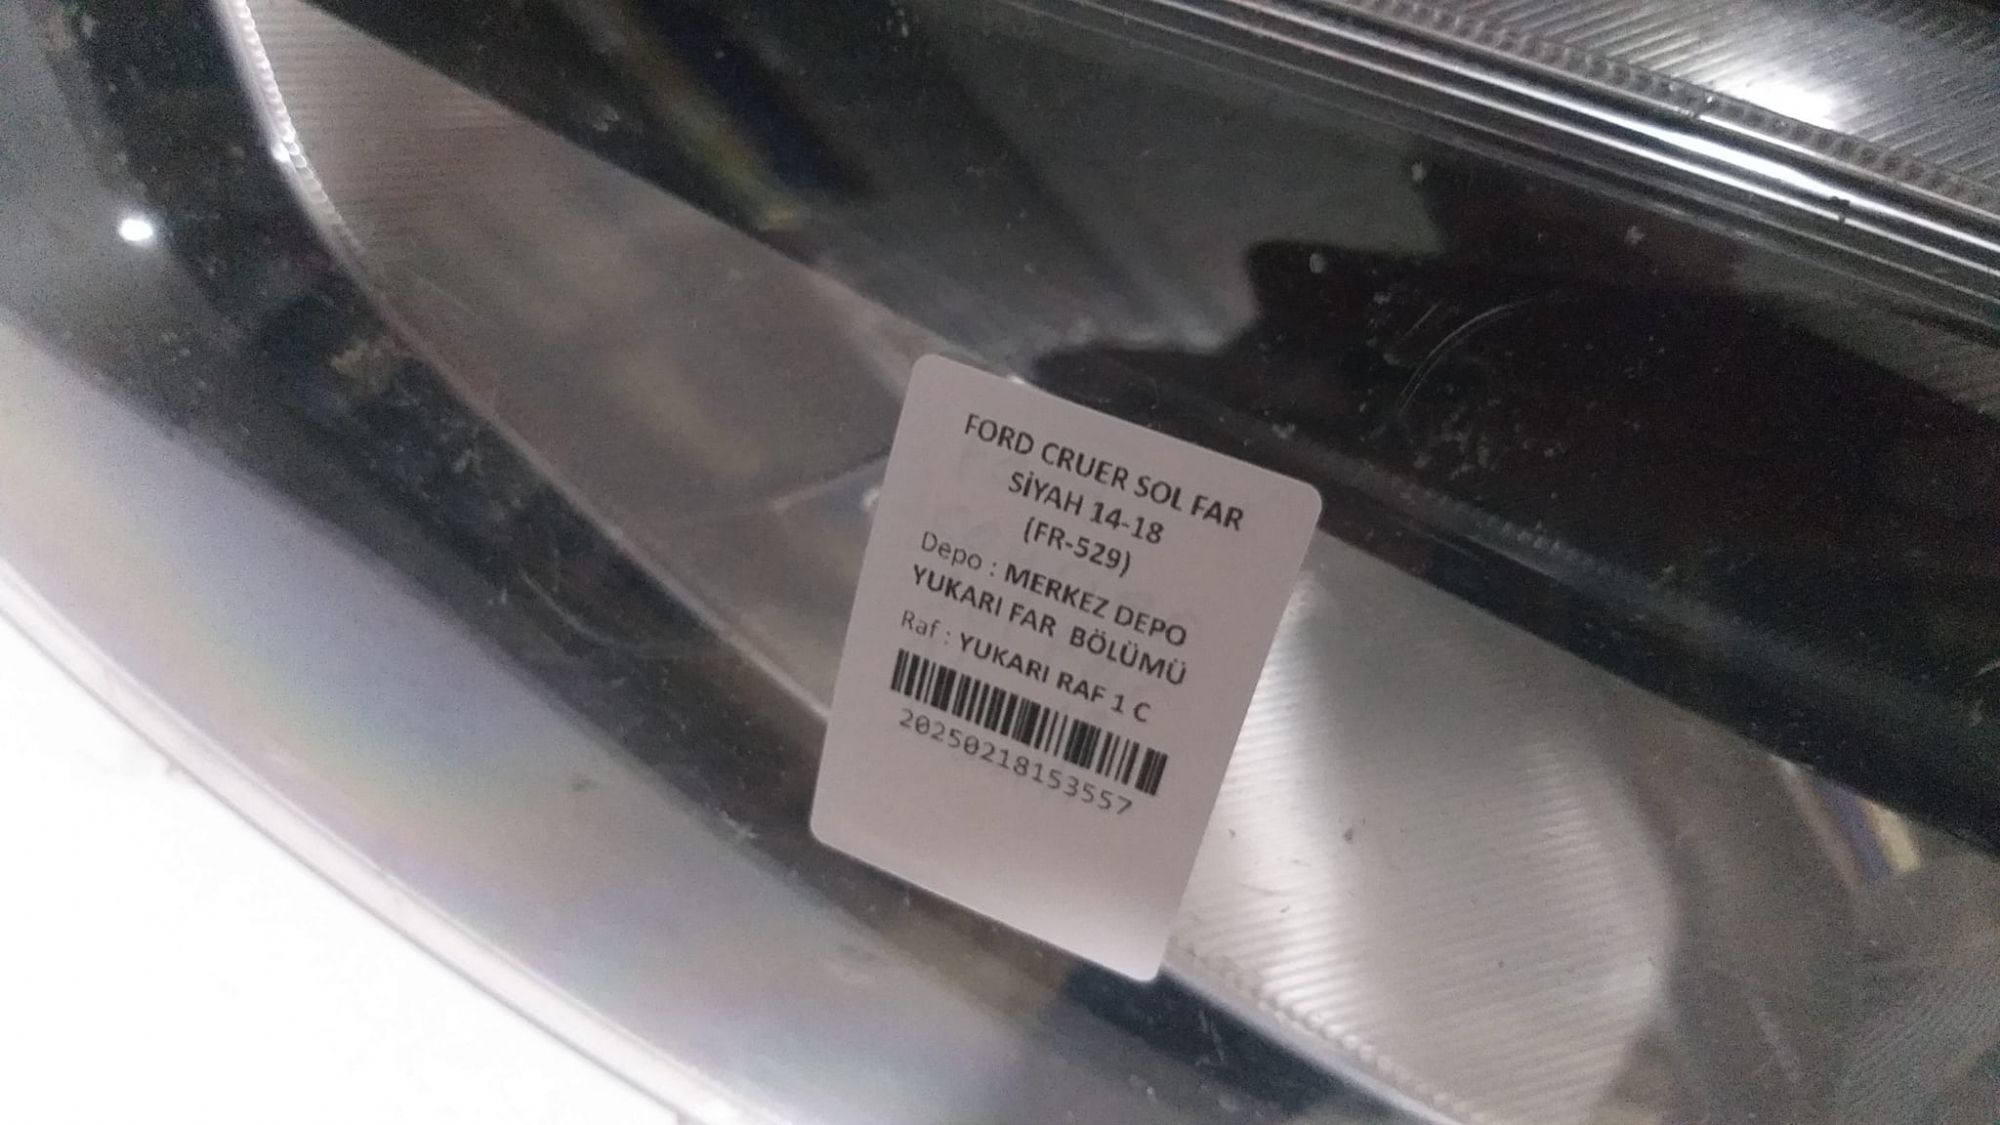 FORD CRUER SOL FAR
SİYAH 14-18
(FR-529)
Depo : MERKEZ DEPO
YUKARI FAR BÖLÜMÜ
Raf : YUKARI RAF 1 C
20250218153557